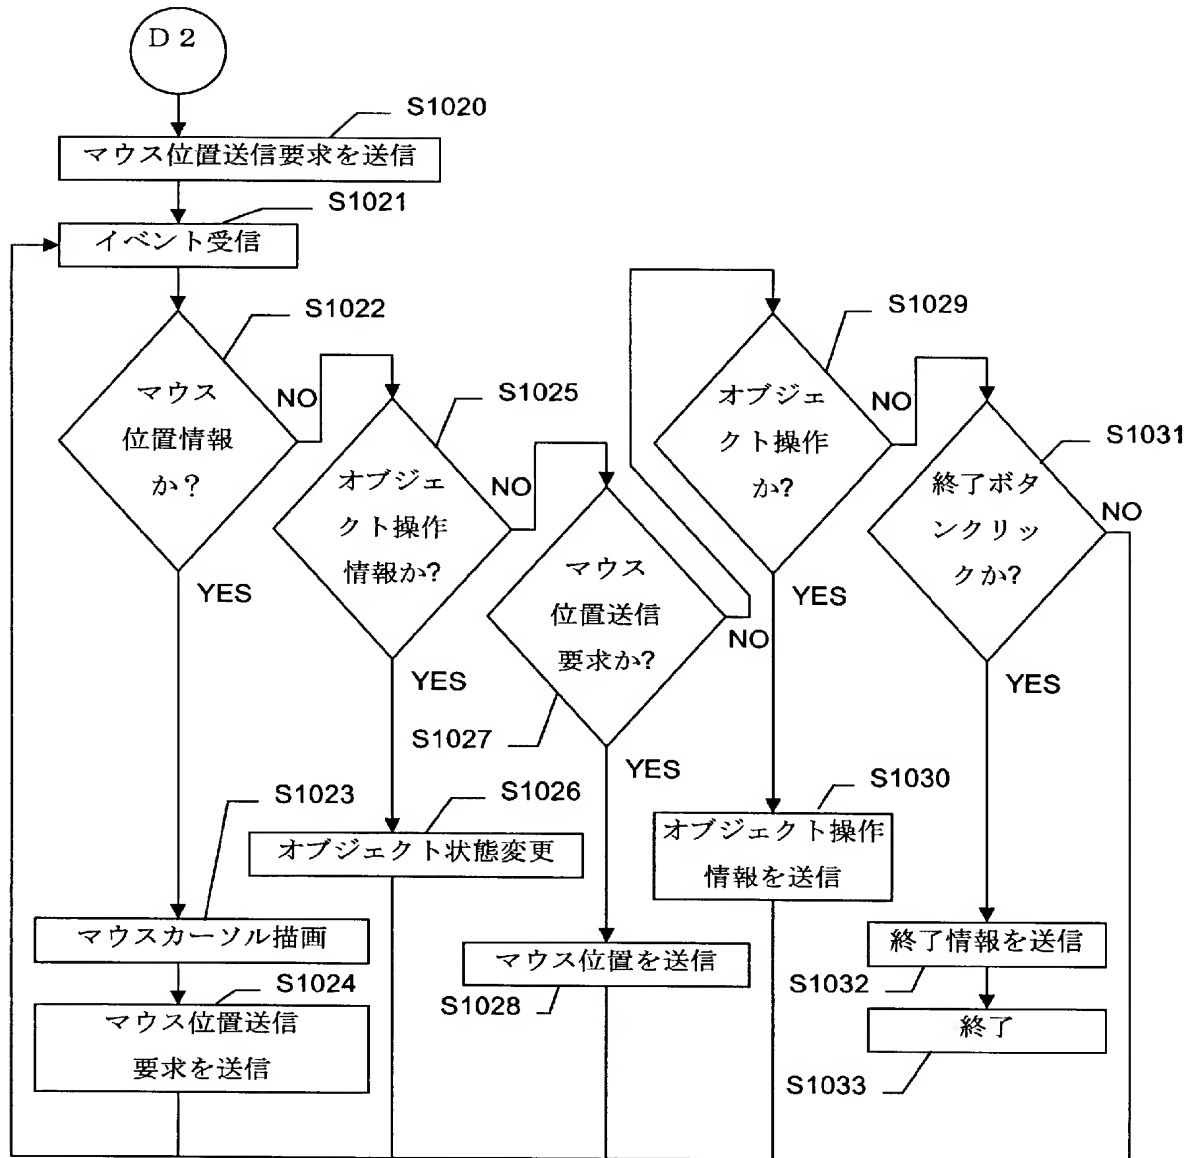 D2
S1020
マウス位置送信要求を送信
S1021
イベント受信
S1022
マウス
位置情報
か？
NO
YES
S1023
マウスカーソル描画
S1024
マウス位置送信
要求を送信
S1025
オブジェ
クト操作
情報か?
NO
YES
S1026
オブジェクト状態変更
マウス
位置送信
要求か?
NO
S1027
YES
マウス位置を送信
S1028
S1029
オブジェ
クト操作
か?
NO
YES
S1030
オブジェクト操作
情報を送信
S1031
終了ボタ
ンクリッ
クか?
NO
YES
終了情報を送信
S1032
終了
S1033